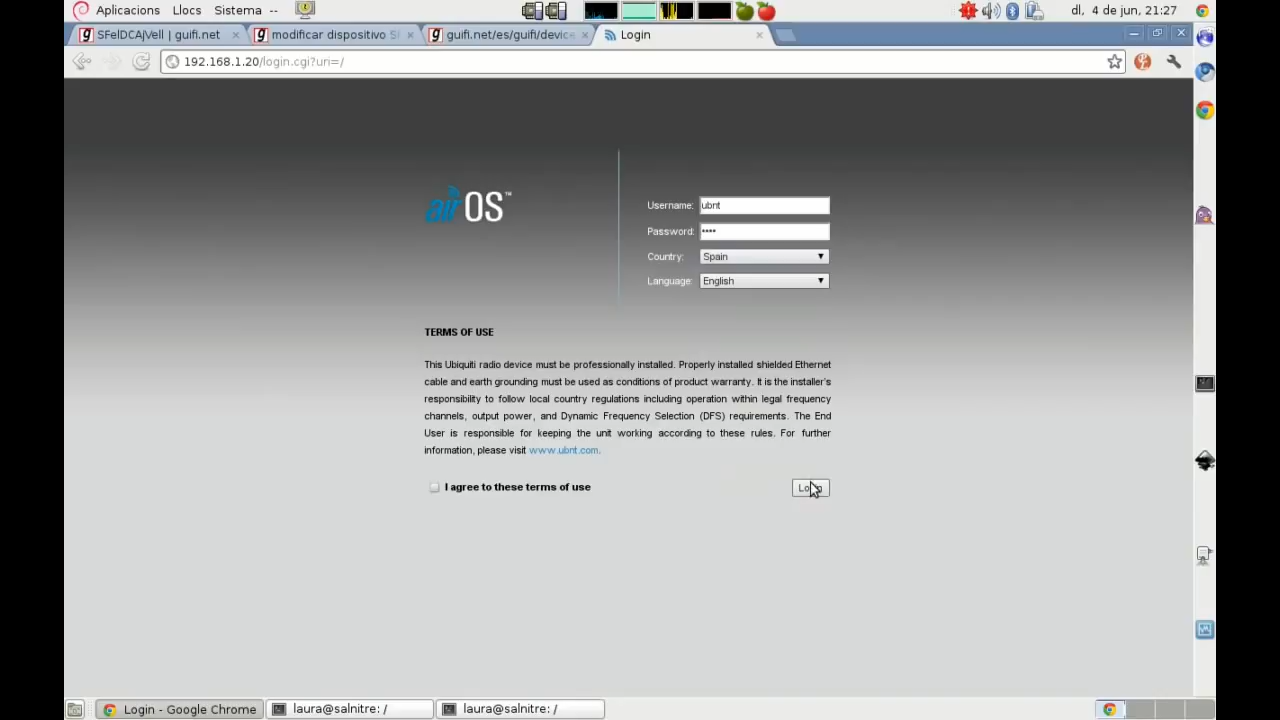 Aplicacions Llocs Sistema -- dl, 4 de jun, 21:27
SFelDCAjVell | guifi.net modificar dispositivo guifi.net/es/guifi/device Login
192.168.1.20/login.cgi?uri=/
airOS™
Username: ubnt
Password: ••••
Country: Spain
Language: English
TERMS OF USE
This Ubiquiti radio device must be professionally installed. Properly installed shielded Ethernet
cable and earth grounding must be used as conditions of product warranty. It is the installer's
responsibility to follow local country regulations including operation within legal frequency
channels, output power, and Dynamic Frequency Selection (DFS) requirements. The End
User is responsible for keeping the unit working according to these rules. For further
information, please visit www.ubnt.com.
I agree to these terms of use
Login - Google Chrome laura@salnitre: / laura@salnitre: /